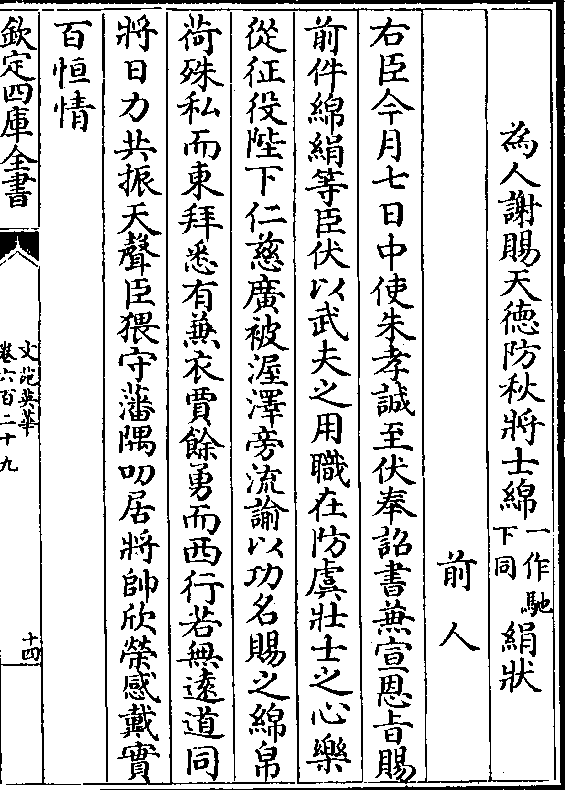 為人謝賜天德防秋將士綿一作馳下同絹狀
前人
右臣今月七日中使朱孝誠至伏奉詔書兼宣恩旨賜
前件綿絹等臣伏以武夫之用職在防虞壯士之心樂
從征役陛下仁慈廣被渥澤旁流諭以功名賜之綿帛
荷殊私而東拜悉有兼衣賈餘勇而西行若無遠道同
將日力共振天聲臣猥守藩隅叨居將帥欣榮感戴實
百恒情
欽定四庫全書
文苑英華
卷六百二十九
十四